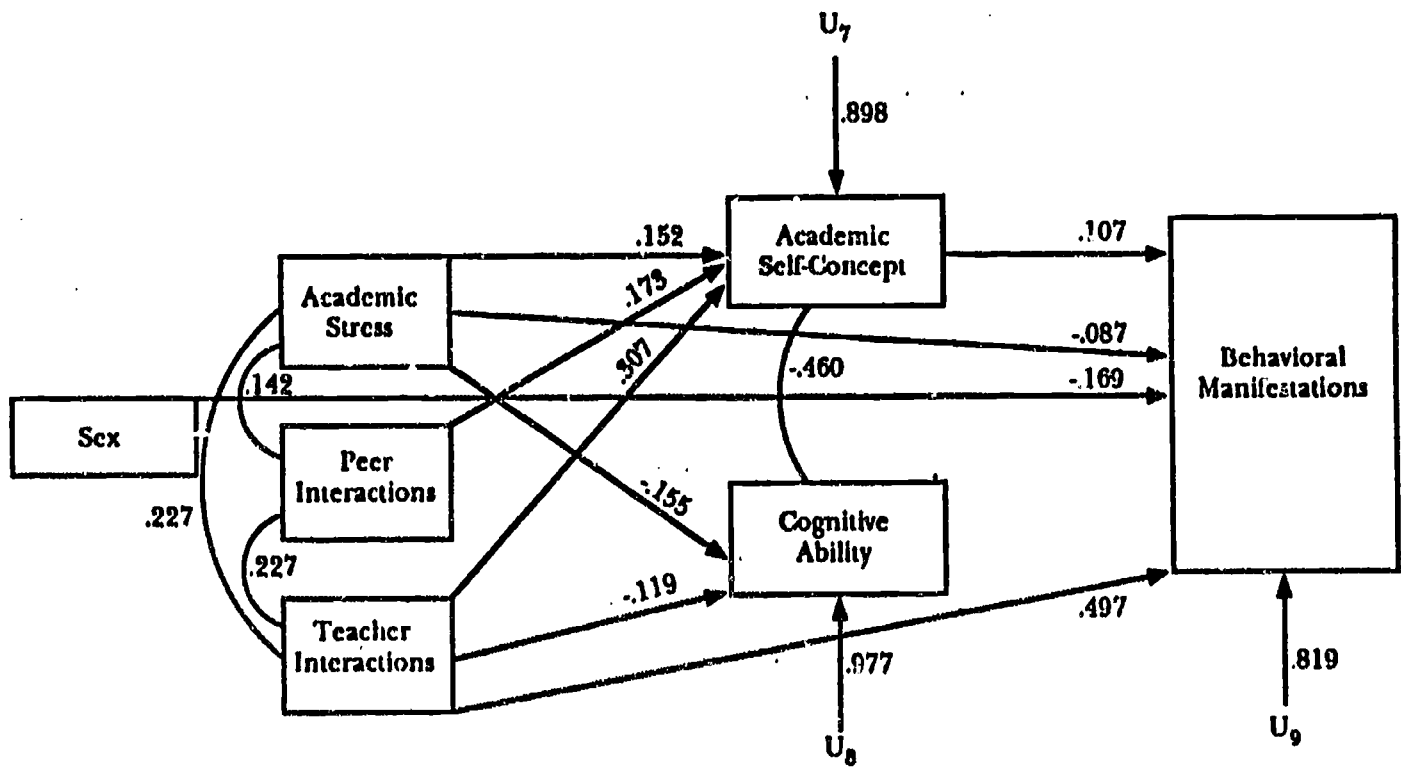 U7
.898
Academic
Self-Concept
.152
.173
.307
.107
Academic
Stress
-.087
-.169
Behavioral
Manifestations
-.460
.142
Sex
Peer
Interactions
.227
.227
-.155
Cognitive
Ability
-.119
.497
Teacher
Interactions
.977
.819
U8
U9